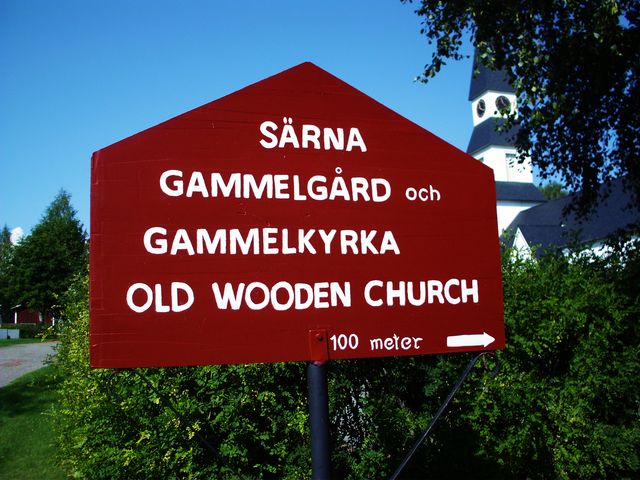 SÄRNA
GAMMELGÅRD och
GAMMELKYRKA
OLD WOODEN CHURCH
100 meter